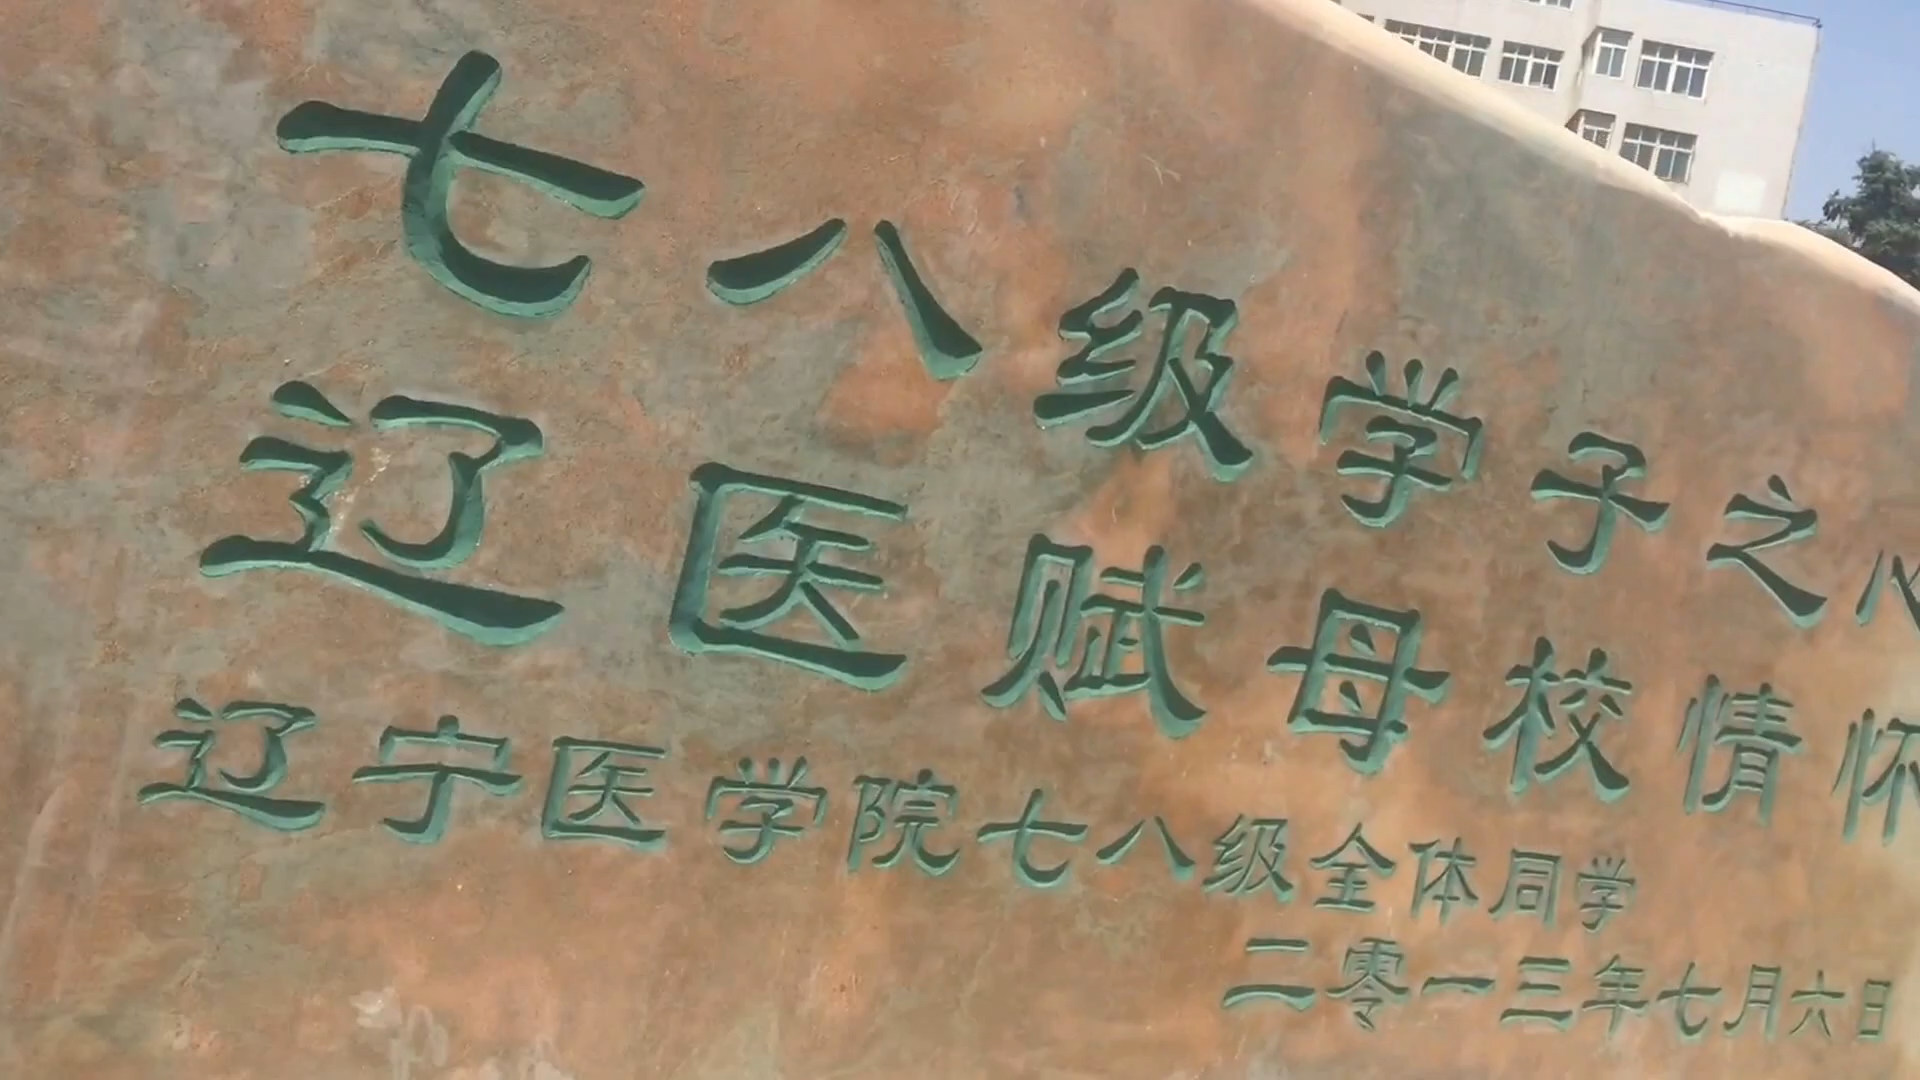 七八级学子之心
辽医赋母校情怀
辽宁医学院七八级全体同学
二零一三年七月六日